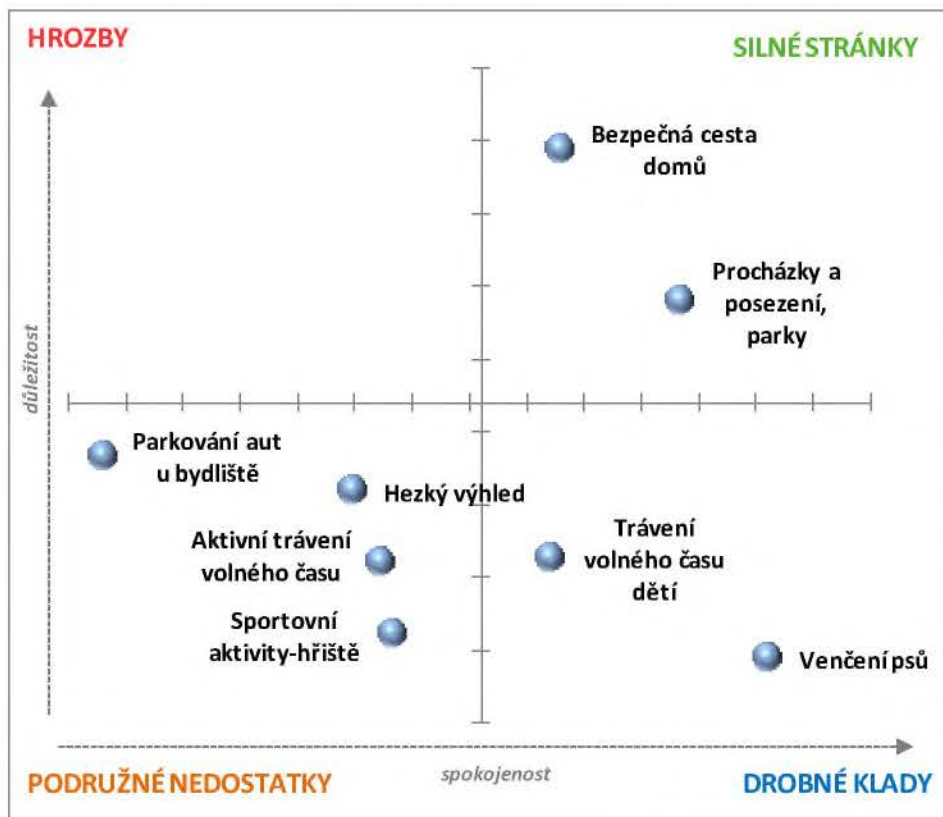 HROZBY
SILNÉ STRÁNKY
Bezpečná cesta
domů
Procházky a
posezení,
parky
důležitost
Parkování aut
u bydliště
Hezký výhled
Aktivní trávení
volného času
Trávení
volného času
dětí
Sportovní
aktivity-hřiště
Venčení psů
spokojenost
PODRUŽNÉ NEDOSTATKY
DROBNÉ KLADY